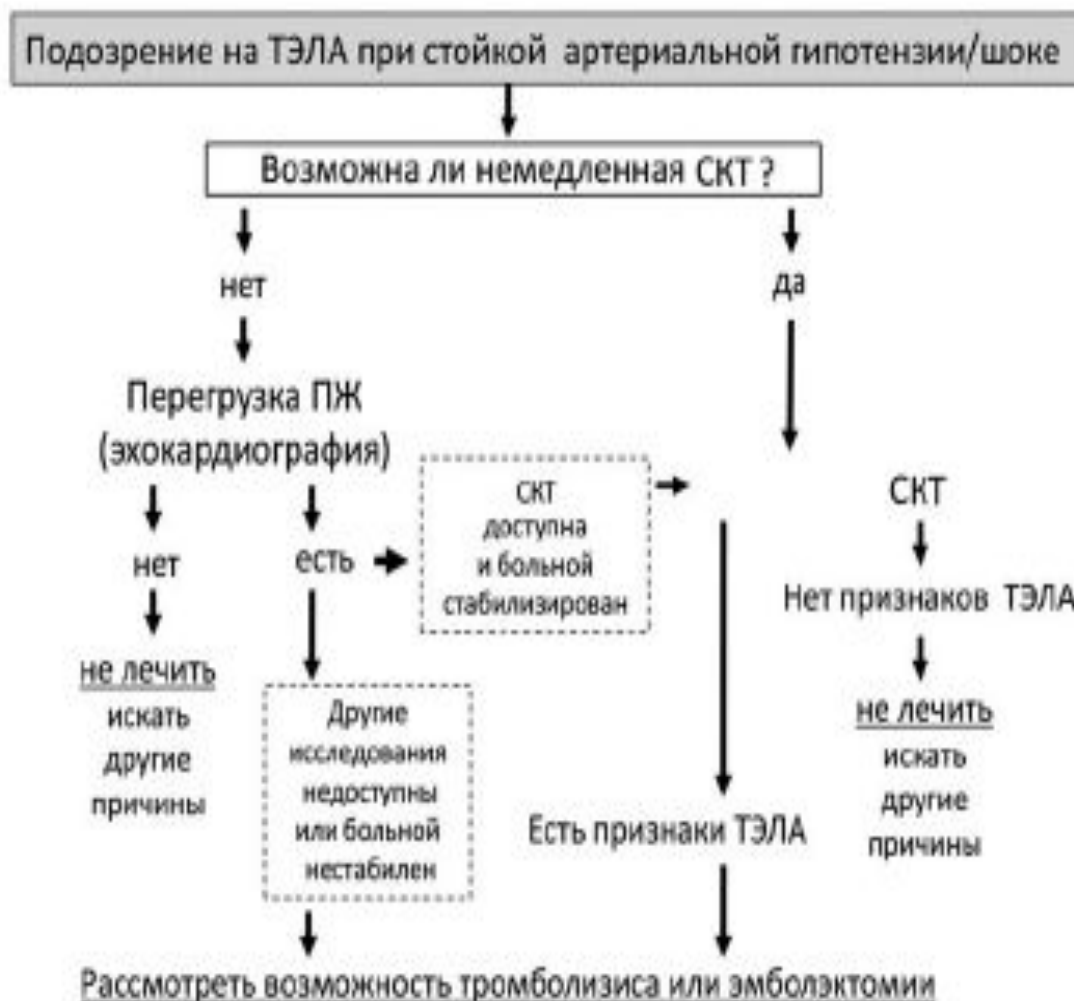 Подозрение на ТЭЛА при стойкой артериальной гипотензии/шоке
Возможна ли немедленная СКТ ?
нет
да
Перегрузка ПЖ
(эхокардиография)
нет
есть
СКТ
доступна
и больной
стабилизирован
СКТ
Нет признаков ТЭЛА
не лечить
искать
другие
причины
Другие
исследования
недоступны
или больной
нестабилен
Есть признаки ТЭЛА
не лечить
искать
другие
причины
Рассмотреть возможность тромболизиса или эмболэктомии